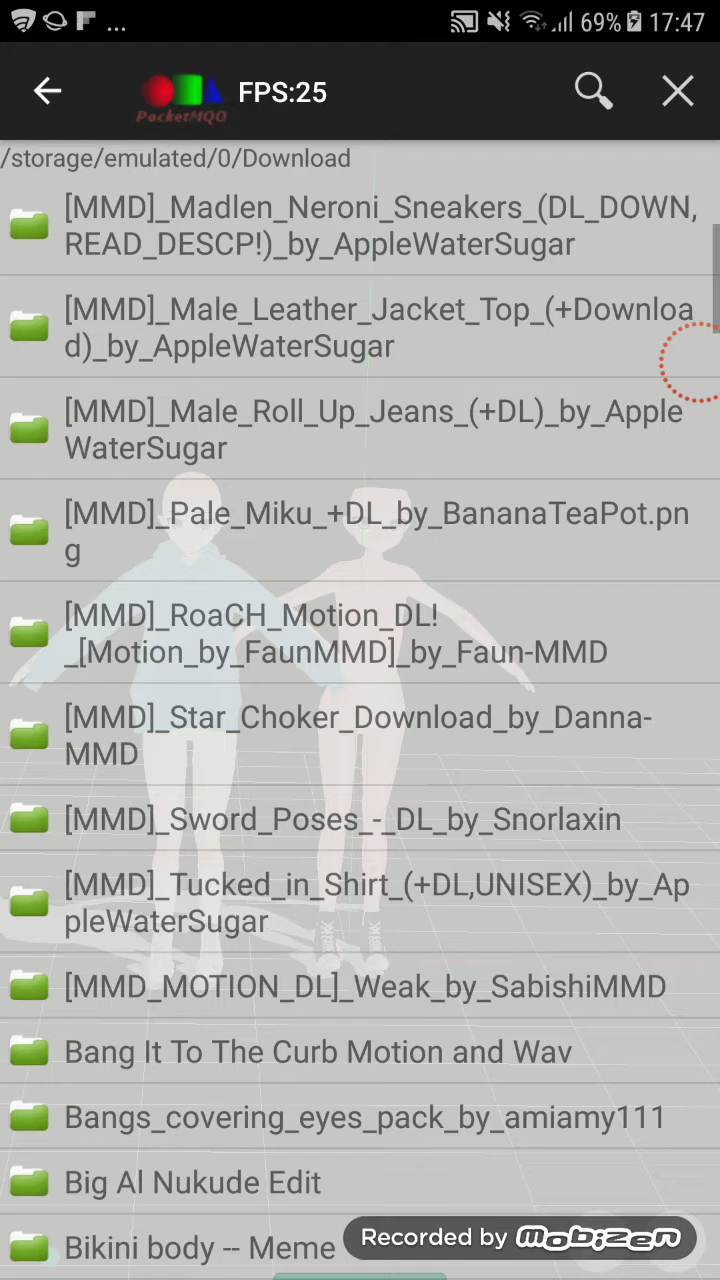 ... 69% 17:47
PocketMQO FPS:25
/storage/emulated/0/Download
[MMD]_Madlen_Neroni_Sneakers_(DL_DOWN,
READ_DESCP!)_by_AppleWaterSugar
[MMD]_Male_Leather_Jacket_Top_(+Downloa
d)_by_AppleWaterSugar
[MMD]_Male_Roll_Up_Jeans_(+DL)_by_Apple
WaterSugar
[MMD]_Pale_Miku_+DL_by_BananaTeaPot.pn
g
[MMD]_RoaCH_Motion_DL!
_[Motion_by_FaunMMD]_by_Faun-MMD
[MMD]_Star_Choker_Download_by_Danna-
MMD
[MMD]_Sword_Poses_-_DL_by_Snorlaxin
[MMD]_Tucked_in_Shirt_(+DL,UNISEX)_by_Ap
pleWaterSugar
[MMD_MOTION_DL]_Weak_by_SabishiMMD
Bang It To The Curb Motion and Wav
Bangs_covering_eyes_pack_by_amiamy111
Big Al Nukude Edit
Bikini body -- Meme
Recorded by mobizen